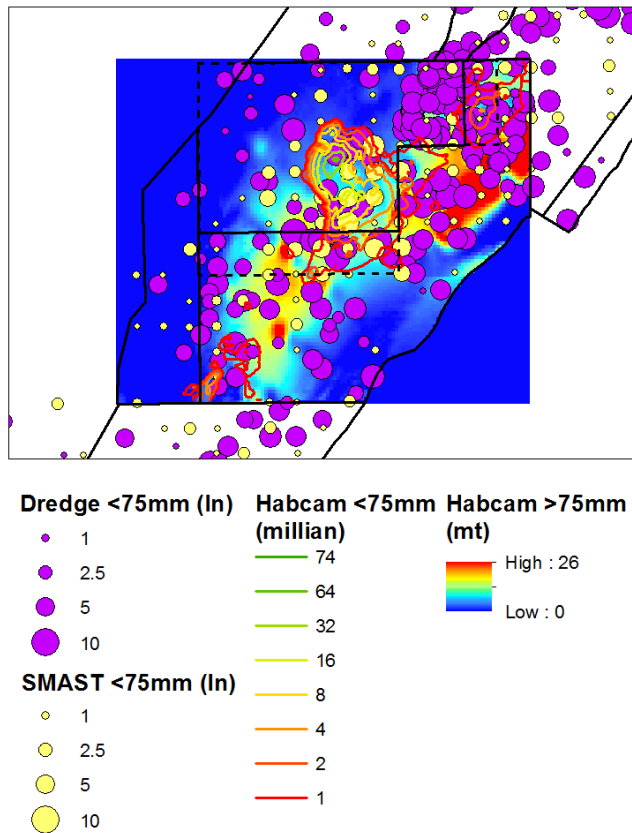 Dredge <75mm (ln)
1
2.5
5
10
SMAST <75mm (ln)
1
2.5
5
10
Habcam <75mm
(millian)
74
64
32
16
8
4
2
1
Habcam >75mm
(mt)
High : 26
Low : 0